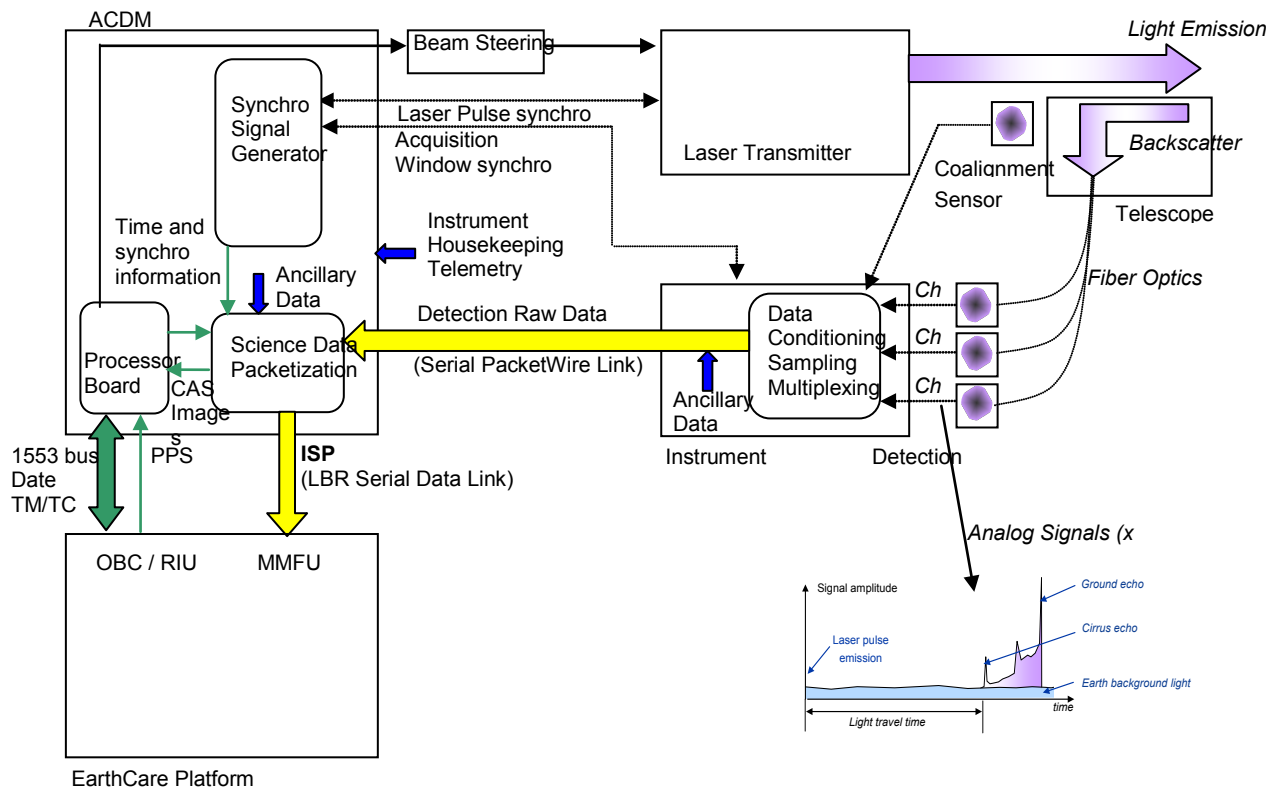 ACDM
Beam Steering
Light Emission
Synchro
Signal
Generator
Laser Pulse synchro
Acquisition
Window synchro
Laser Transmitter
Backscatter
Coalignment
Sensor
Telescope
Time and
synchro
information
Instrument
Housekeeping
Telemetry
Ancillary
Data
Fiber Optics
Detection Raw Data
(Serial PacketWire Link)
Ch
Ch
Ch
Data
Conditioning
Sampling
Multiplexing
Science Data
Packetization
Processor
Board
CAS
Image
s
Ancillary
Data
Instrument
Detection
1553 bus
Date
TM/TC
PPS
ISP
(LBR Serial Data Link)
OBC / RIU
MMFU
Analog Signals (x
Signal amplitude
Ground echo
Laser pulse
emission
Cirrus echo
Earth background light
time
Light travel time
EarthCare Platform